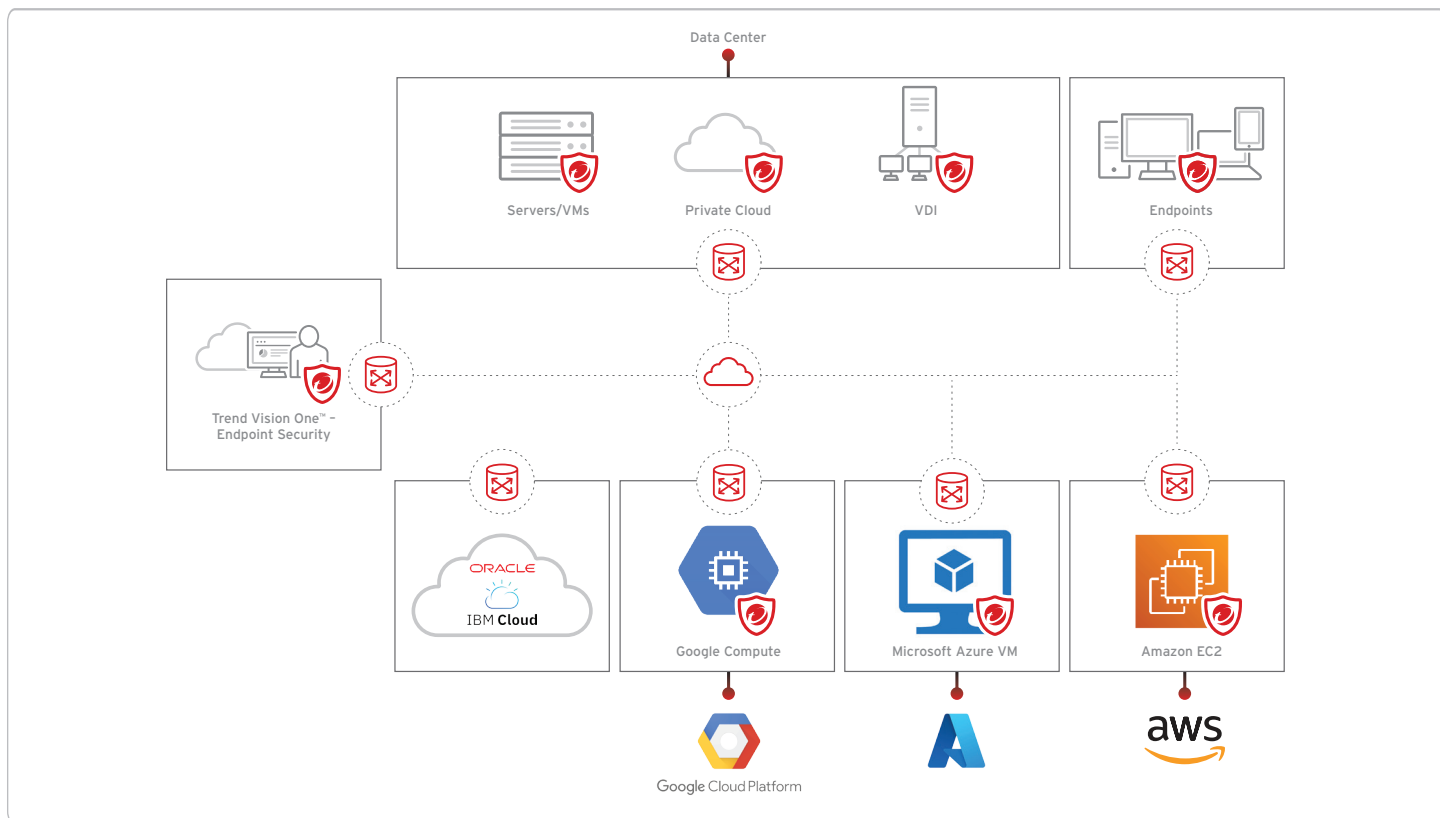 Data Center
Servers/VMs
Private Cloud
VDI
Endpoints
Trend Vision One™ –
Endpoint Security
ORACLE
IBM Cloud
Google Compute
Microsoft Azure VM
Amazon EC2
aws
Google Cloud Platform